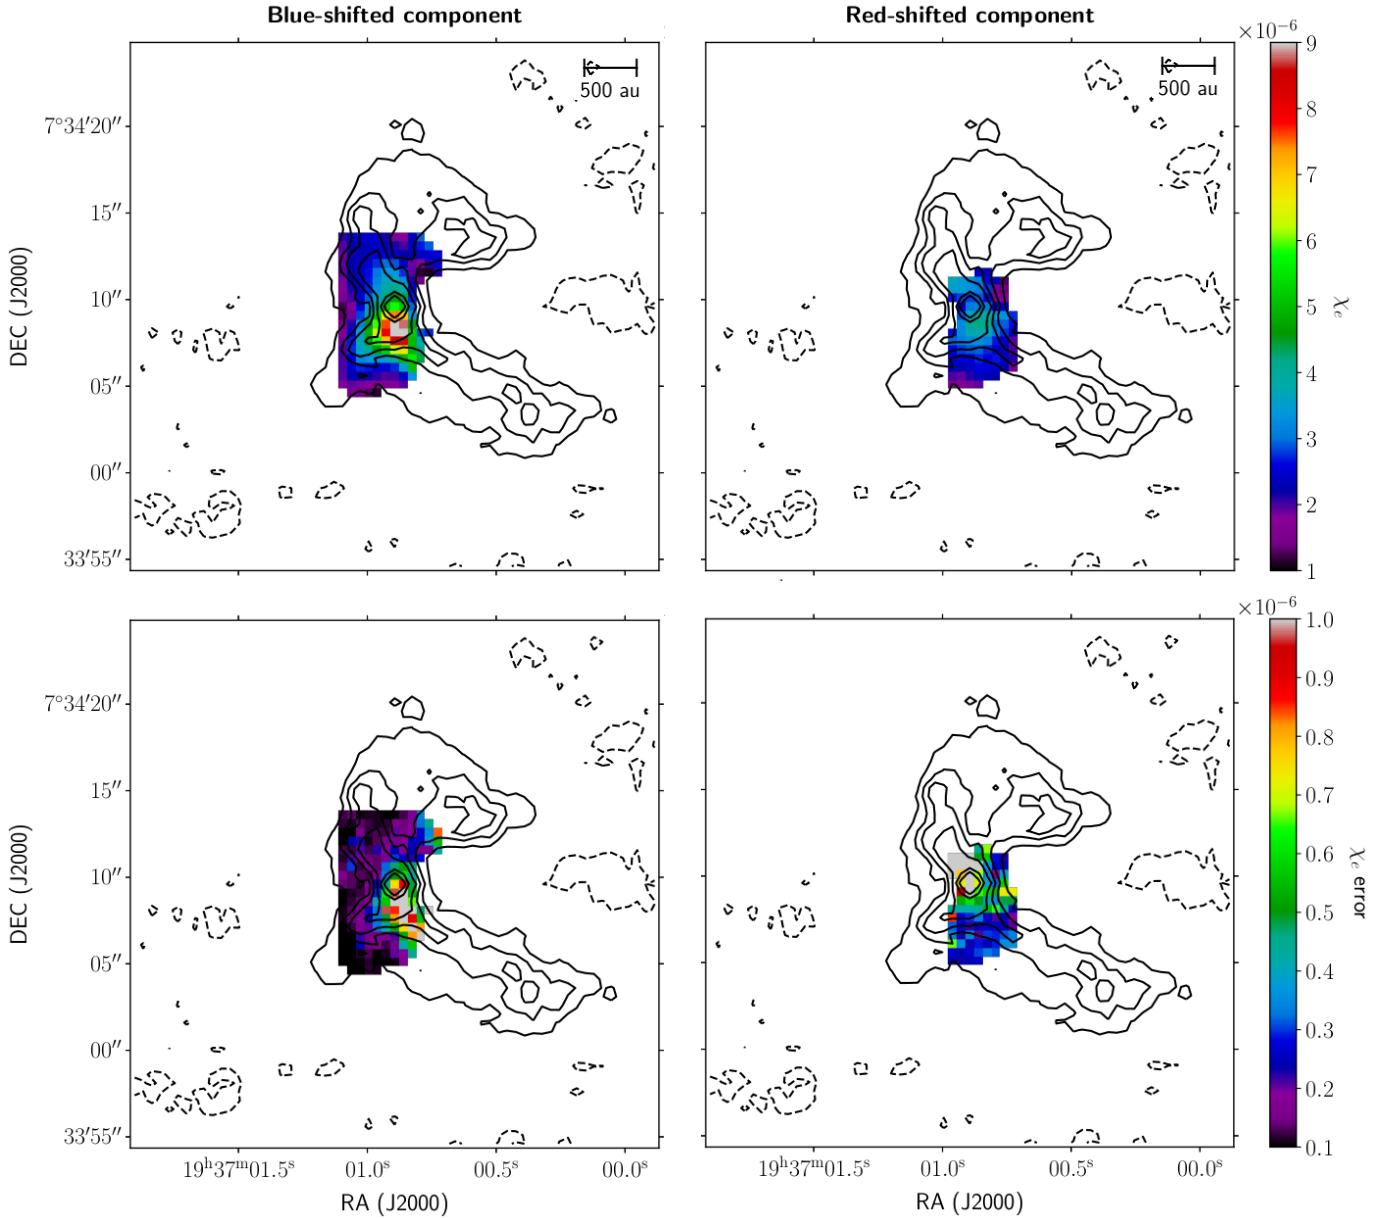 Blue-shifted component
Red-shifted component
×10⁻⁶
500 au
500 au
9
8
7
6
5
4
3
2
1
χₑ
7°34′20″
15″
10″
05″
00″
33′55″
DEC (J2000)
×10⁻⁶
1.0
0.9
0.8
0.7
0.6
0.5
0.4
0.3
0.2
0.1
χₑ error
7°34′20″
15″
10″
05″
00″
33′55″
DEC (J2000)
19ʰ37ᵐ01.5ˢ 01.0ˢ 00.5ˢ 00.0ˢ
RA (J2000)
19ʰ37ᵐ01.5ˢ 01.0ˢ 00.5ˢ 00.0ˢ
RA (J2000)